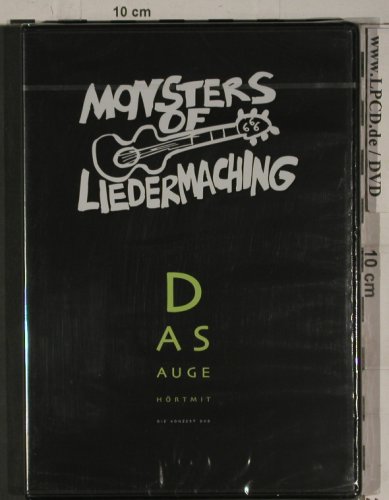 10 cm
www.LPCD.de / DVD
10 cm
MONSTERS
OF
LIEDERMACHING
D
AS
AUGE
HÖRTMIT
DIE KONZERT DVD